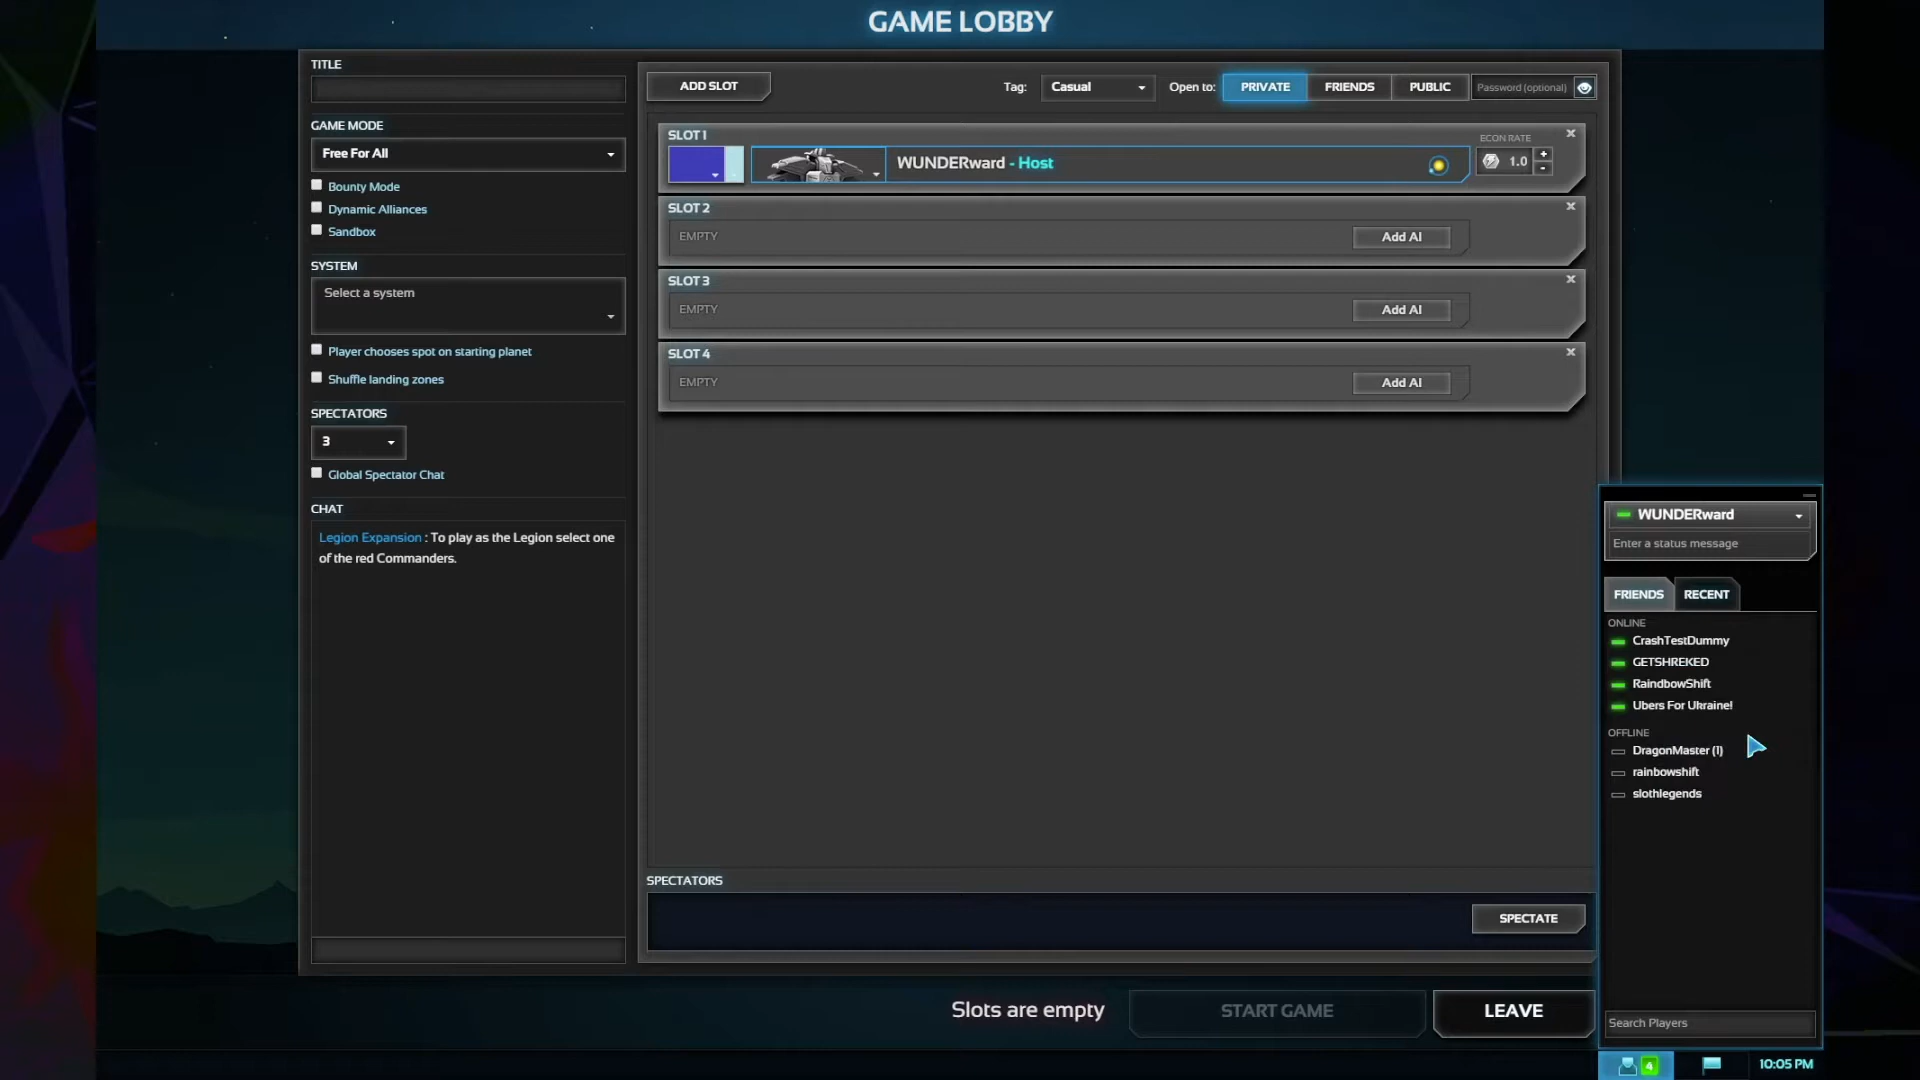 GAME LOBBY
TITLE
GAME MODE
Free For All
Bounty Mode
Dynamic Alliances
Sandbox
SYSTEM
Select a system
Player chooses spot on starting planet
Shuffle landing zones
SPECTATORS
3
Global Spectator Chat
CHAT
Legion Expansion : To play as the Legion select one
of the red Commanders.
ADD SLOT
Tag: Casual Open to: PRIVATE FRIENDS PUBLIC Password (optional)
SLOT 1
WUNDERward - Host
ECON RATE
1.0
SLOT 2
EMPTY Add AI
SLOT 3
EMPTY Add AI
SLOT 4
EMPTY Add AI
SPECTATORS
SPECTATE
Slots are empty START GAME LEAVE
WUNDERward
Enter a status message
FRIENDS RECENT
ONLINE
CrashTestDummy
GETSHREKED
RaindbowShift
Ubers For Ukraine!
OFFLINE
DragonMaster (1)
rainbowshift
slothlegends
Search Players
4 10:05 PM